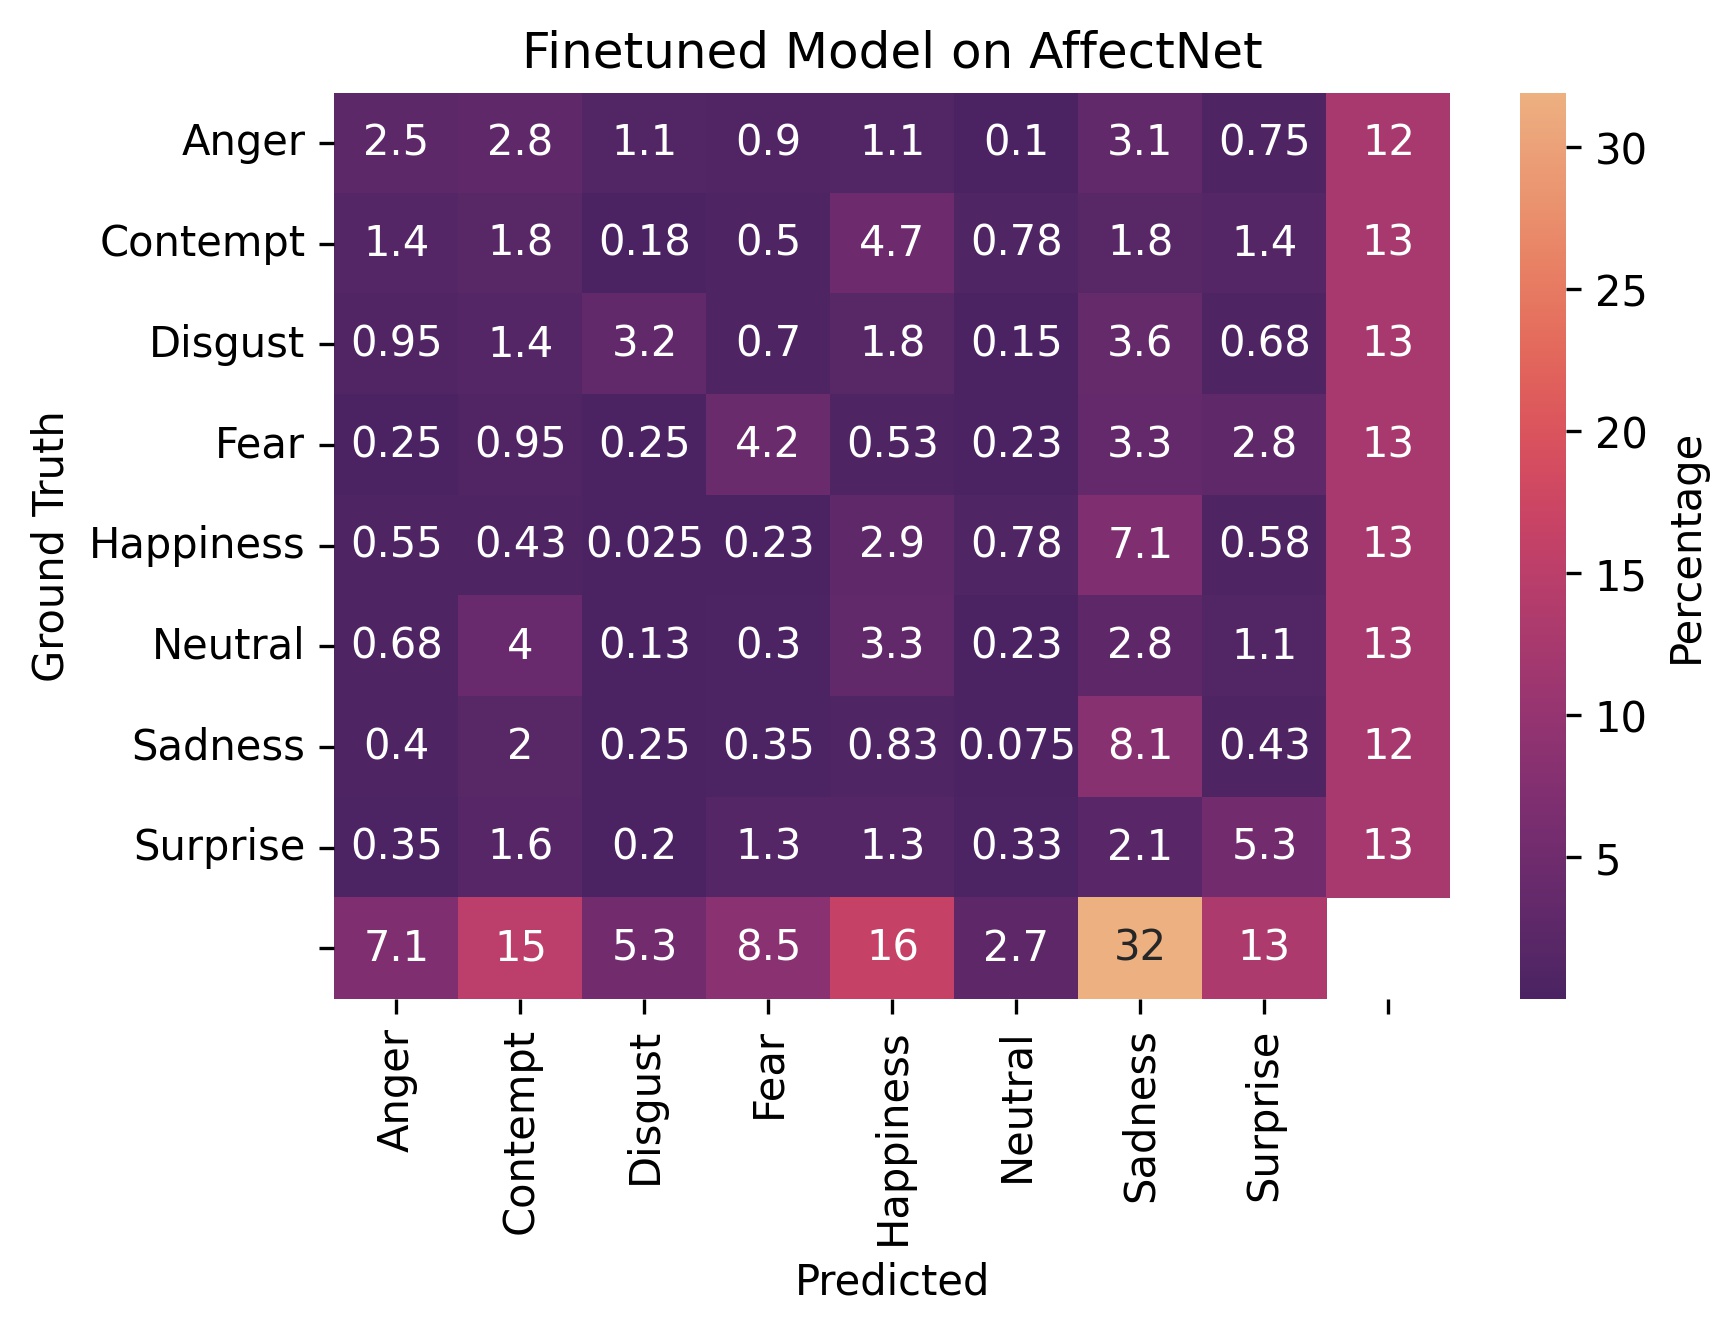 Finetuned Model on AffectNet
Anger 2.5 2.8 1.1 0.9 1.1 0.1 3.1 0.75 12
Contempt 1.4 1.8 0.18 0.5 4.7 0.78 1.8 1.4 13
Disgust 0.95 1.4 3.2 0.7 1.8 0.15 3.6 0.68 13
Fear 0.25 0.95 0.25 4.2 0.53 0.23 3.3 2.8 13
Happiness 0.55 0.43 0.025 0.23 2.9 0.78 7.1 0.58 13
Neutral 0.68 4 0.13 0.3 3.3 0.23 2.8 1.1 13
Sadness 0.4 2 0.25 0.35 0.83 0.075 8.1 0.43 12
Surprise 0.35 1.6 0.2 1.3 1.3 0.33 2.1 5.3 13
7.1 15 5.3 8.5 16 2.7 32 13
Anger Contempt Disgust Fear Happiness Neutral Sadness Surprise
Predicted
Ground Truth
30
25
20
15
10
5
Percentage